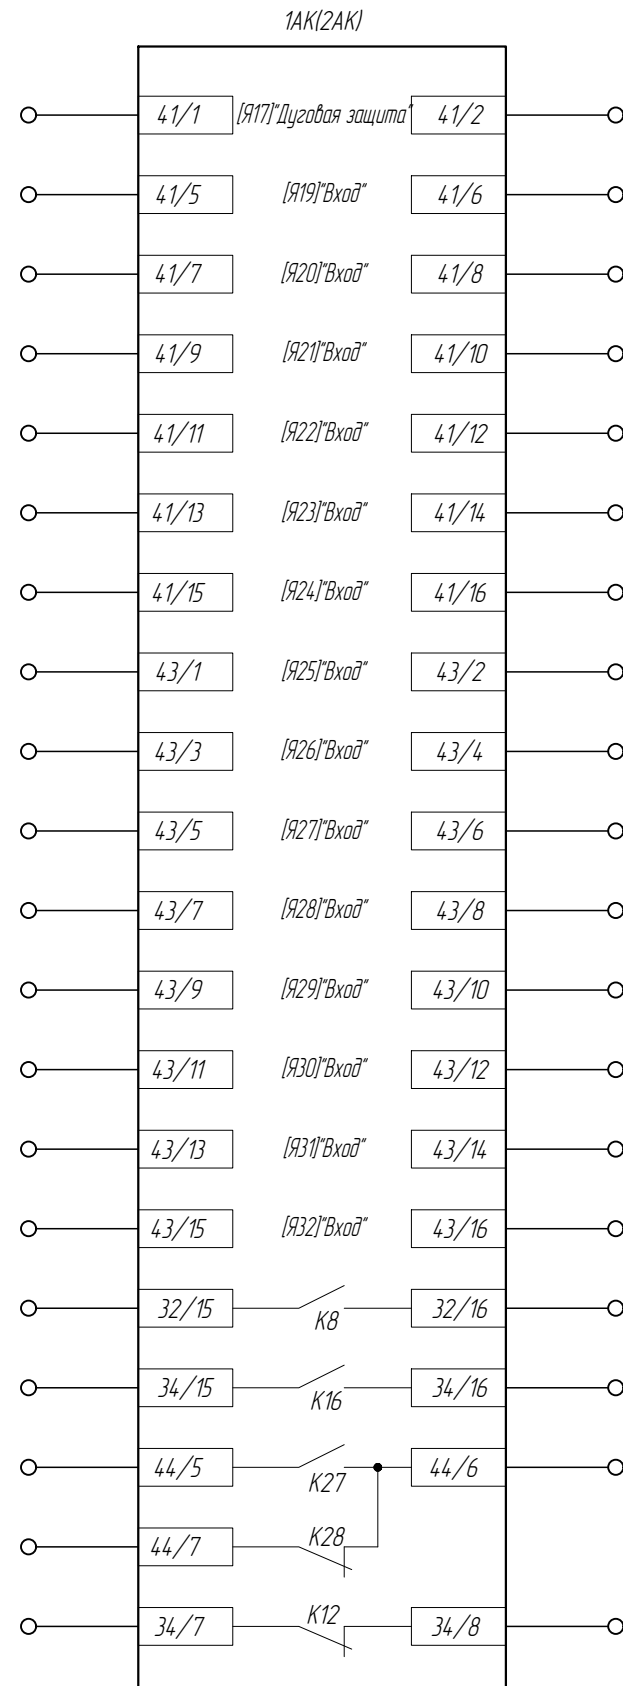 1АК(2АК)
41/1 [Я17]"Дуговая защита" 41/2
41/5 [Я19]"Вход" 41/6
41/7 [Я20]"Вход" 41/8
41/9 [Я21]"Вход" 41/10
41/11 [Я22]"Вход" 41/12
41/13 [Я23]"Вход" 41/14
41/15 [Я24]"Вход" 41/16
43/1 [Я25]"Вход" 43/2
43/3 [Я26]"Вход" 43/4
43/5 [Я27]"Вход" 43/6
43/7 [Я28]"Вход" 43/8
43/9 [Я29]"Вход" 43/10
43/11 [Я30]"Вход" 43/12
43/13 [Я31]"Вход" 43/14
43/15 [Я32]"Вход" 43/16
32/15 К8 32/16
34/15 К16 34/16
44/5 К27 44/6
44/7 К28
34/7 К12 34/8